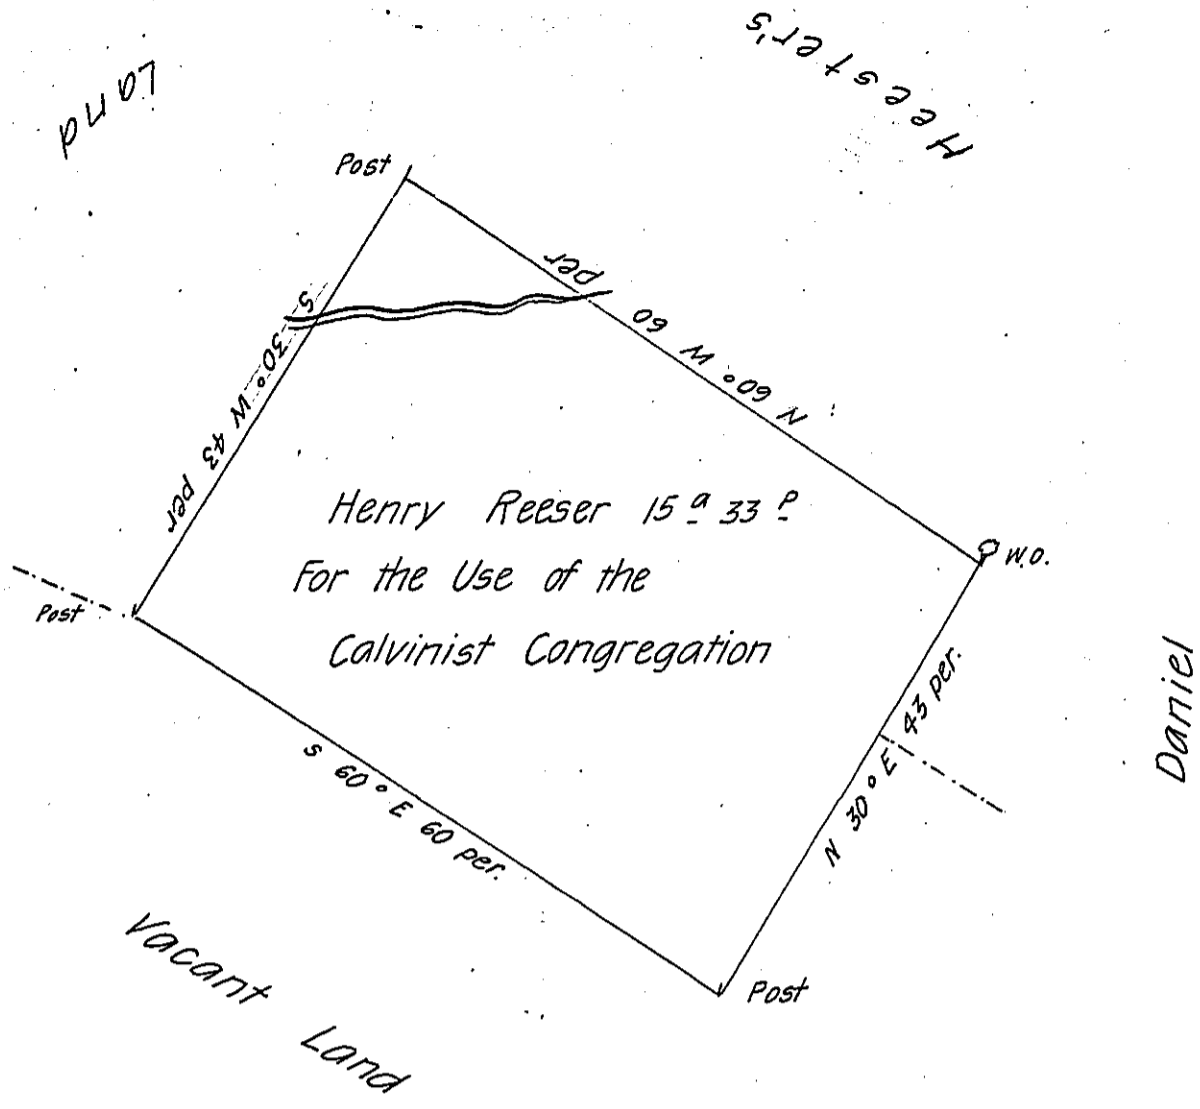 Daniel
Heester's
Land
Post
N 60° W 60 per
S 30° W 43 per
Henry Reeser 15 a 33 P
For the Use of the
Calvinist Congregation
W.O.
Post
N 30° E 43 per.
S 60° E 60 per.
Post
Vacant
Land